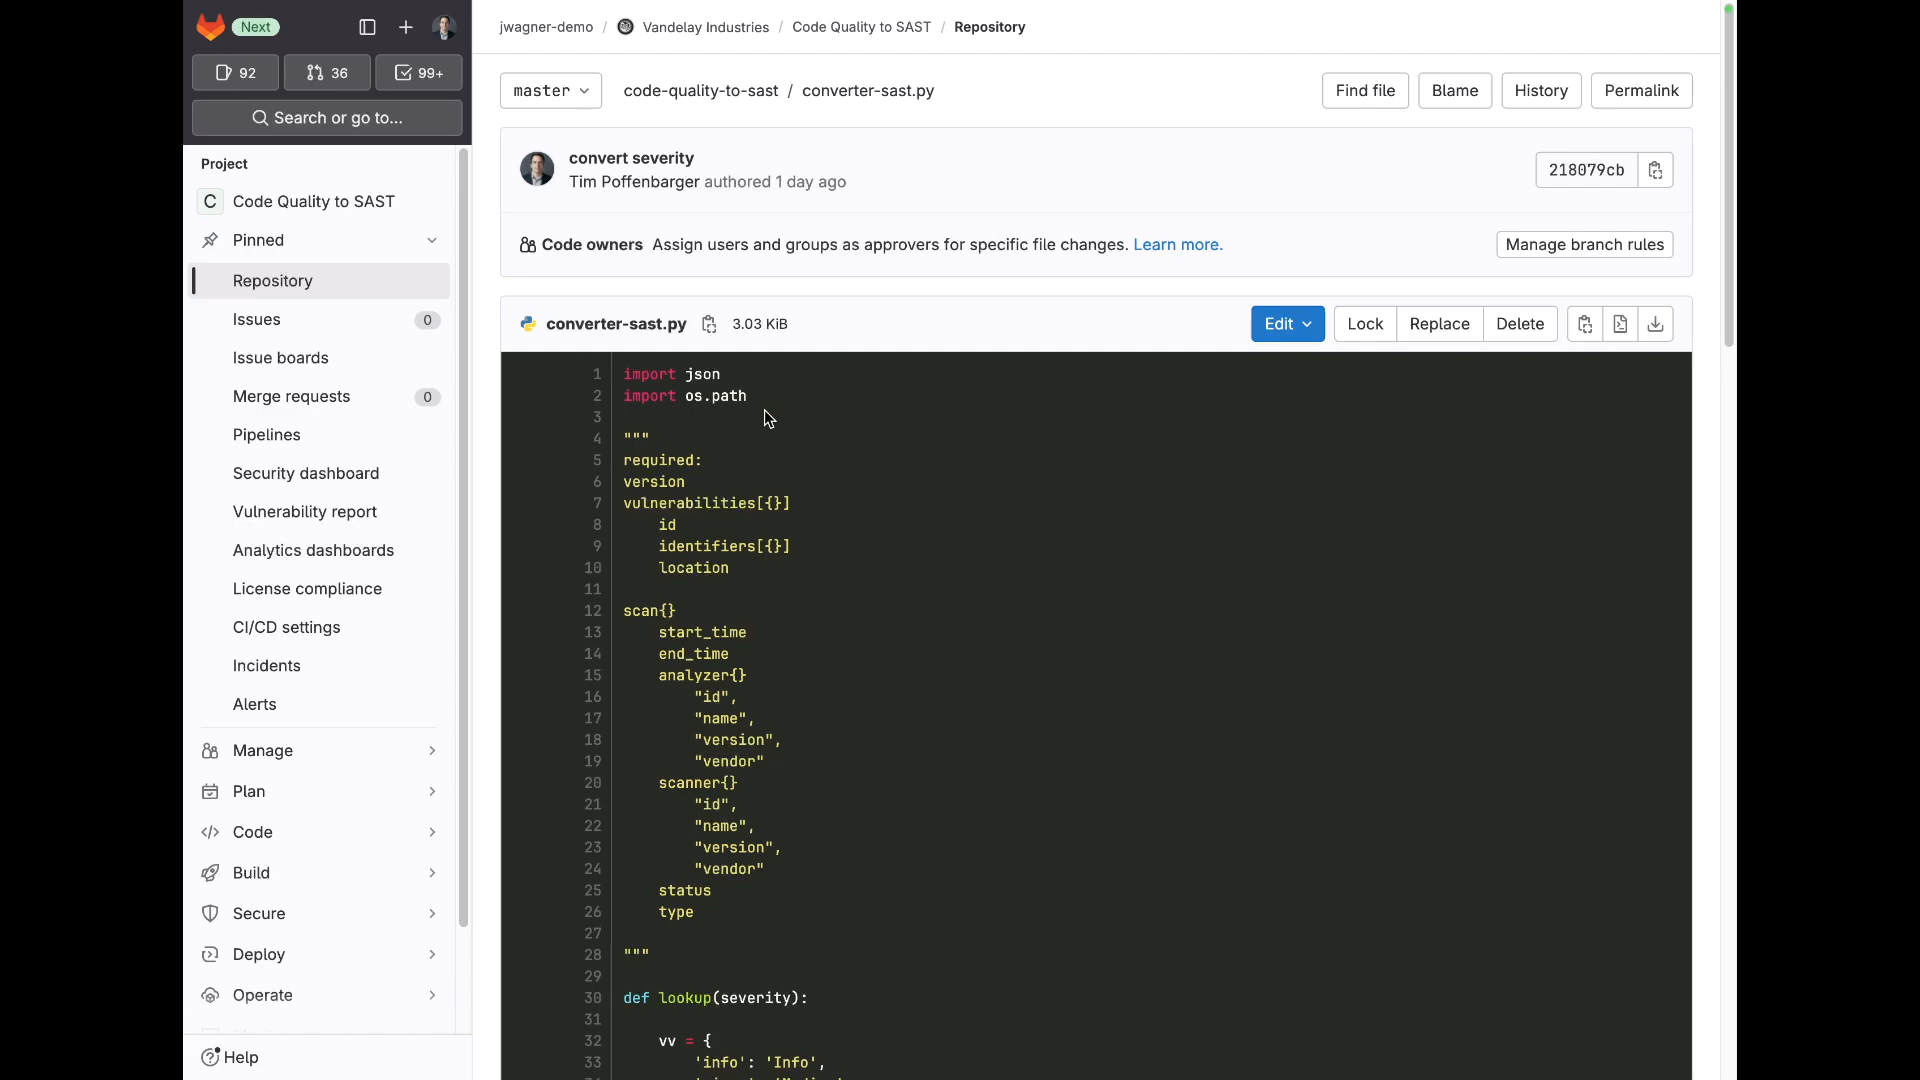 Next
92
36
99+
Search or go to...
Project
C Code Quality to SAST
Pinned
Repository
Issues 0
Issue boards
Merge requests 0
Pipelines
Security dashboard
Vulnerability report
Analytics dashboards
License compliance
CI/CD settings
Incidents
Alerts
Manage
Plan
Code
Build
Secure
Deploy
Operate
Help
jwagner-demo / Vandelay Industries / Code Quality to SAST / Repository
master code-quality-to-sast / converter-sast.py Find file Blame History Permalink
convert severity
Tim Poffenbarger authored 1 day ago
218079cb
Code owners Assign users and groups as approvers for specific file changes. Learn more. Manage branch rules
converter-sast.py 3.03 KiB Edit Lock Replace Delete
1 import json
2 import os.path
3
4 """
5 required:
6 version
7 vulnerabilities[{}]
8 id
9 identifiers[{}]
10 location
11
12 scan{}
13 start_time
14 end_time
15 analyzer{}
16 "id",
17 "name",
18 "version",
19 "vendor"
20 scanner{}
21 "id",
22 "name",
23 "version",
24 "vendor"
25 status
26 type
27
28 """
29
30 def lookup(severity):
31
32 vv = {
33 'info': 'Info',